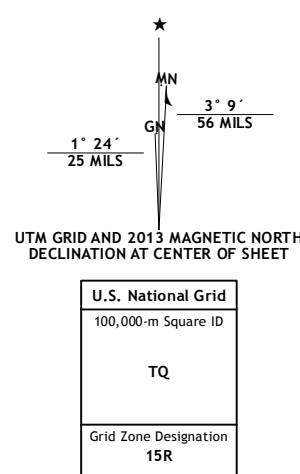 ★
MN
3° 9´
56 MILS
GN
1° 24´
25 MILS
UTM GRID AND 2013 MAGNETIC NORTH
DECLINATION AT CENTER OF SHEET
U.S. National Grid
100,000-m Square ID
TQ
Grid Zone Designation
15R